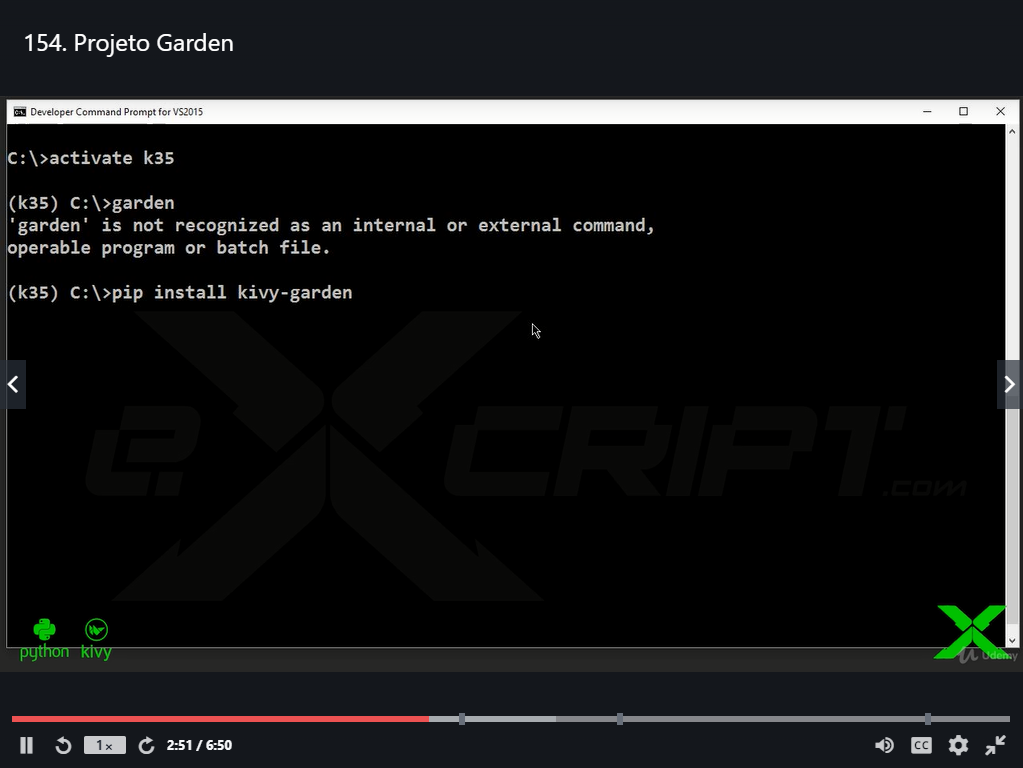 154. Projeto Garden
Developer Command Prompt for VS2015
C:\>activate k35
(k35) C:\>garden
'garden' is not recognized as an internal or external command,
operable program or batch file.
(k35) C:\>pip install kivy-garden
eXCRIPT.com
python kivy
Udemy
1x
2:51 / 6:50
CC